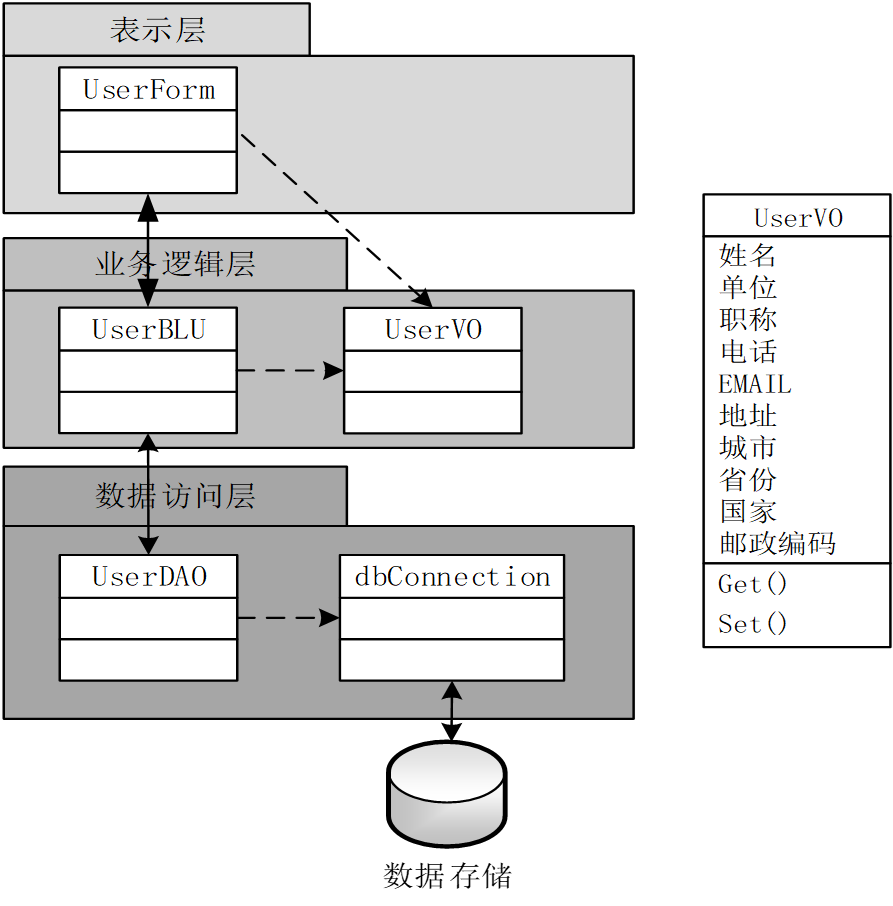 表示层
UserForm
业务逻辑层
UserBLU
UserVO
数据访问层
UserDAO
dbConnection
数据存储
UserVO
姓名
单位
职称
电话
EMAIL
地址
城市
省份
国家
邮政编码
Get()
Set()